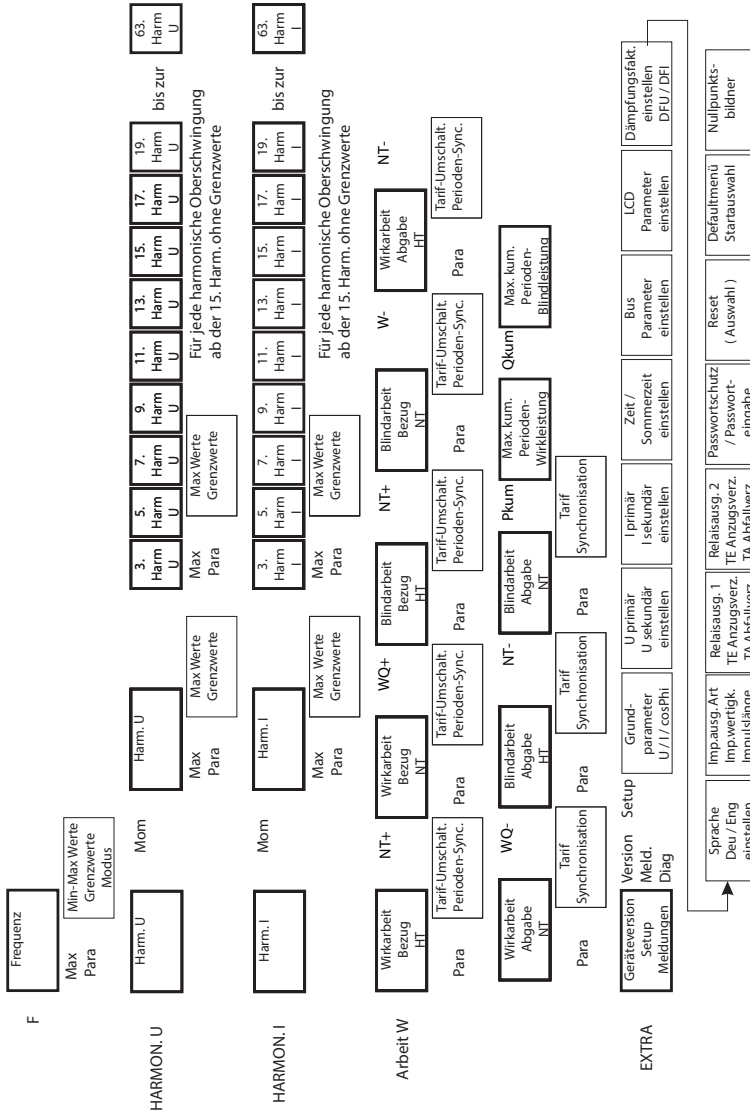 F
Frequenz
Max
Para
Min-Max Werte
Grenzwerte
Modus
HARMON. U
Harm. U
Mom
Harm. U
Max
Para
Max Werte
Grenzwerte
3.
Harm
U
5.
Harm
U
7.
Harm
U
9.
Harm
U
11.
Harm
U
13.
Harm
U
15.
Harm
U
17.
Harm
U
19.
Harm
U
bis zur
63.
Harm
U
Max
Para
Max Werte
Grenzwerte
Für jede harmonische Oberschwingung
ab der 15. Harm. ohne Grenzwerte
HARMON. I
Harm. I
Mom
Harm. I
Max
Para
Max Werte
Grenzwerte
3.
Harm
I
5.
Harm
I
7.
Harm
I
9.
Harm
I
11.
Harm
I
13.
Harm
I
15.
Harm
I
17.
Harm
I
19.
Harm
I
bis zur
63.
Harm
I
Max
Para
Max Werte
Grenzwerte
Für jede harmonische Oberschwingung
ab der 15. Harm. ohne Grenzwerte
Arbeit W
Wirkarbeit
Bezug
HT
NT+
Wirkarbeit
Bezug
NT
WQ+
Blindarbeit
Bezug
HT
NT+
Blindarbeit
Bezug
NT
W-
Wirkarbeit
Abgabe
HT
NT-
Para
Tarif-Umschalt.
Perioden-Sync.
Para
Tarif-Umschalt.
Perioden-Sync.
Para
Tarif-Umschalt.
Perioden-Sync.
Para
Tarif-Umschalt.
Perioden-Sync.
Para
Tarif-Umschalt.
Perioden-Sync.
Wirkarbeit
Abgabe
NT
WQ-
Blindarbeit
Abgabe
HT
NT-
Blindarbeit
Abgabe
NT
Pkum
Max. kum.
Perioden-
Wirkleistung
Qkum
Max. kum.
Perioden-
Blindleistung
Para
Tarif
Synchronisation
Para
Tarif
Synchronisation
Para
Tarif
Synchronisation
EXTRA
Geräteversion
Setup
Meldungen
Version
Meld.
Diag
Setup
Grund-
parameter
U / I / cosPhi
U primär
U sekundär
einstellen
I primär
I sekundär
einstellen
Zeit /
Sommerzeit
einstellen
Bus
Parameter
einstellen
LCD
Parameter
einstellen
Dämpfungsfakt.
einstellen
DFU / DFI
Sprache
Deu / Eng
einstellen
Imp.ausg. Art
Imp.wertigk.
Impulslänge
Relaisausg. 1
TE Anzugsverz.
TA Abfallverz.
Relaisausg. 2
TE Anzugsverz.
TA Abfallverz.
Passwortschutz
/ Passwort-
eingabe
Reset
( Auswahl )
Defaultmenü
Startauswahl
Nullpunkts-
bildner